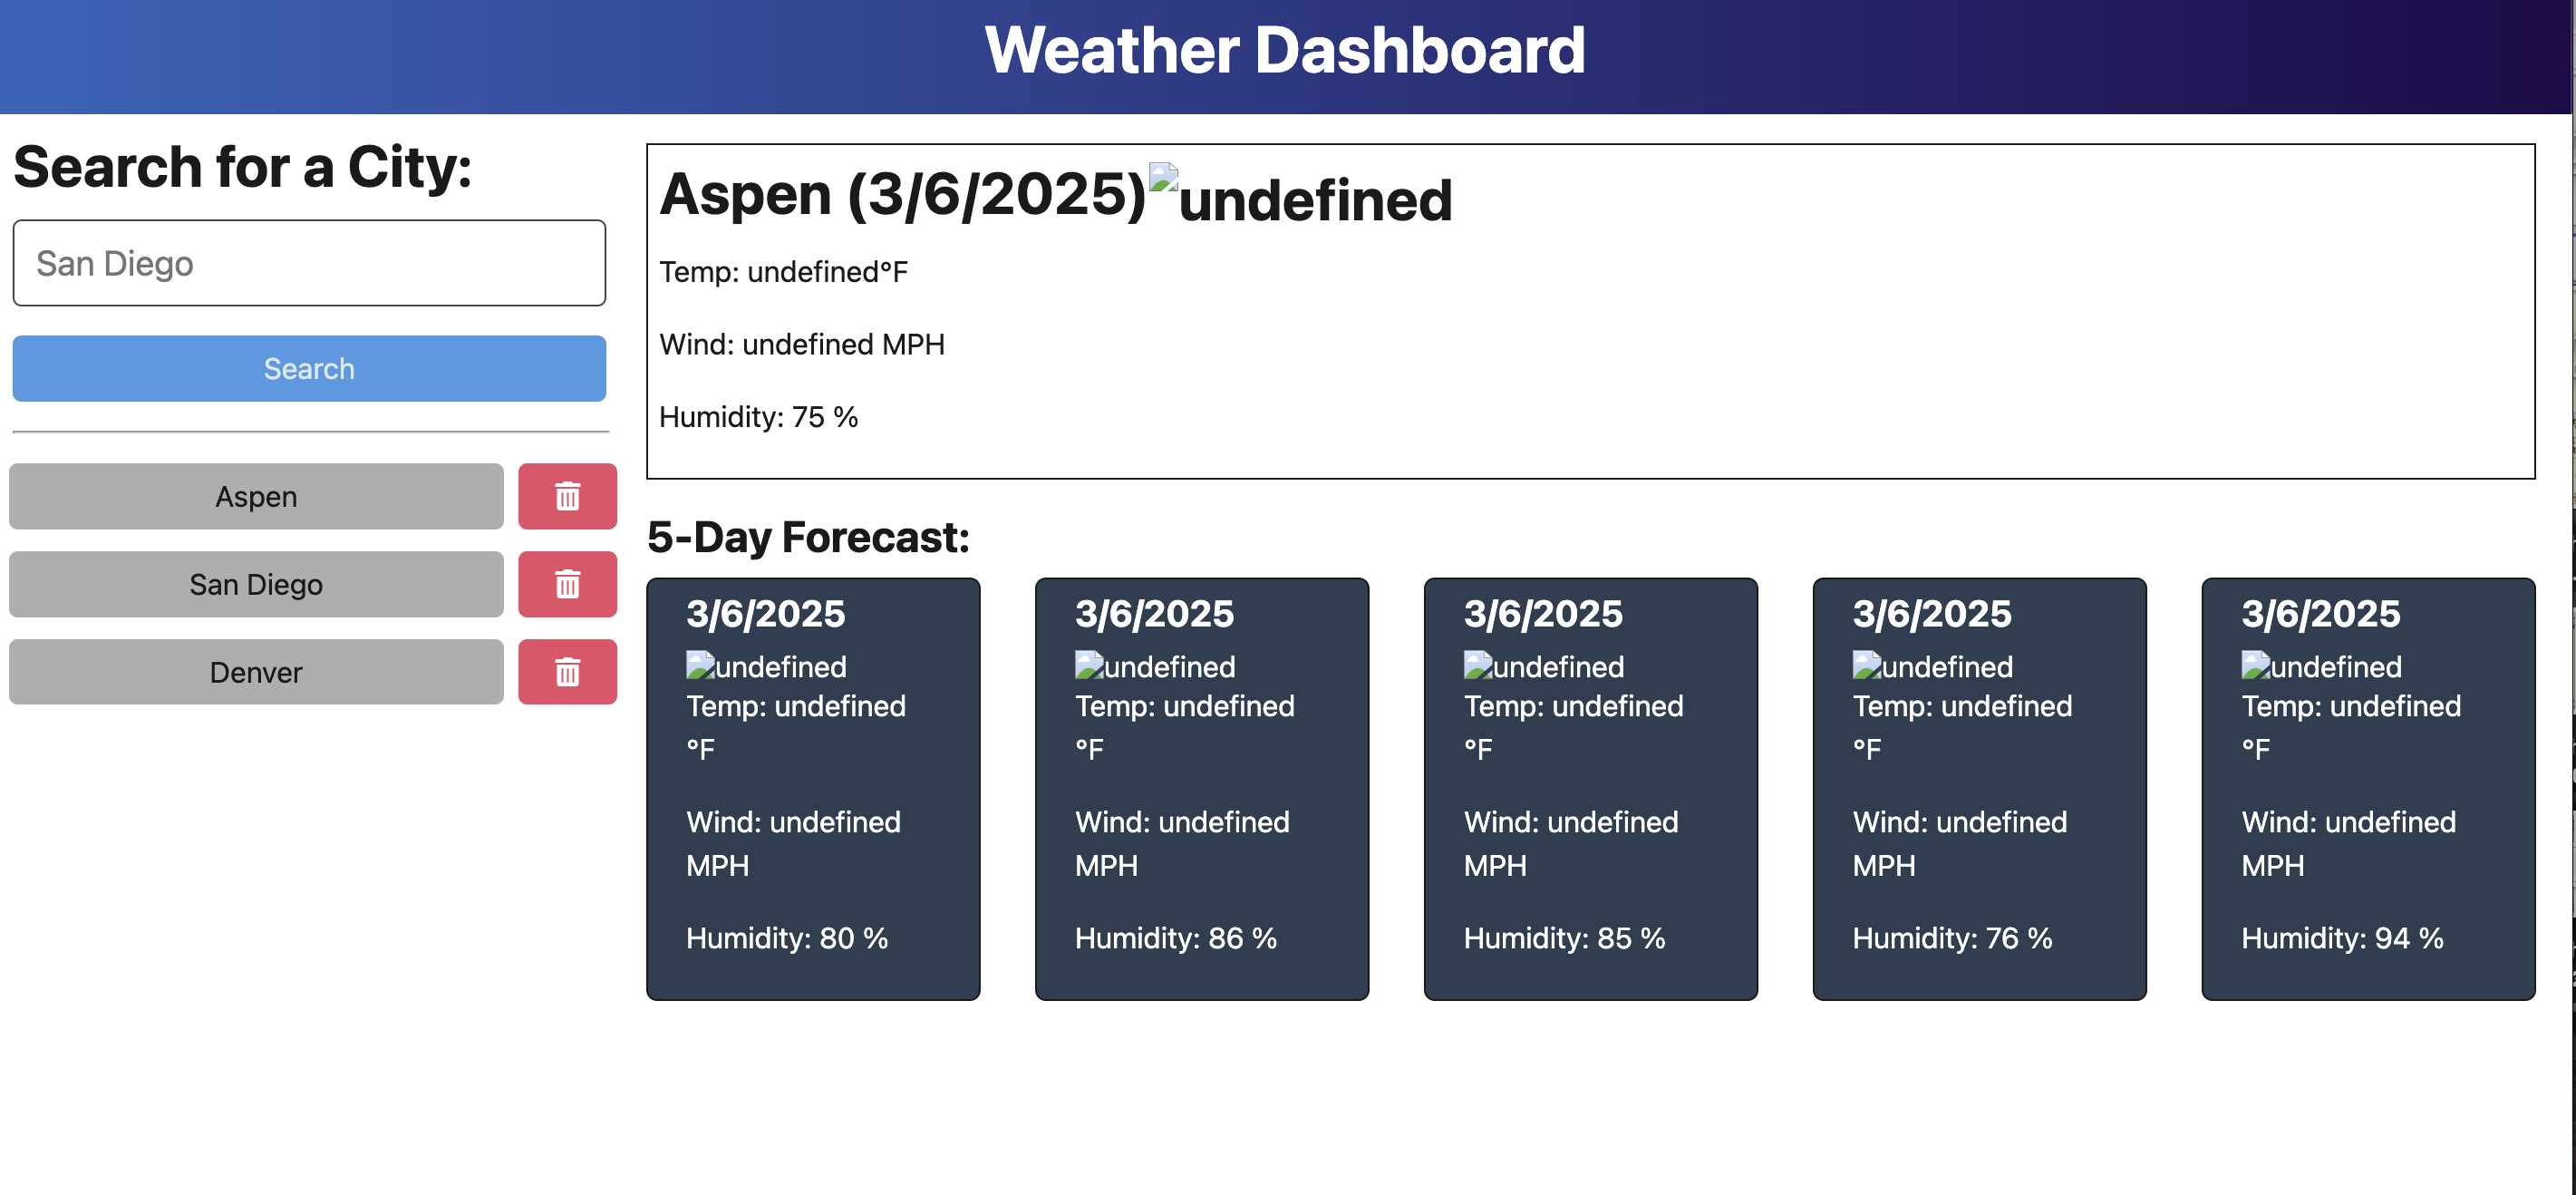 Weather Dashboard
Search for a City:
San Diego
Search
Aspen
San Diego
Denver
Aspen (3/6/2025)undefined
Temp: undefined°F
Wind: undefined MPH
Humidity: 75 %
5-Day Forecast:
3/6/2025
undefined
Temp: undefined
°F
Wind: undefined
MPH
Humidity: 80 %
3/6/2025
undefined
Temp: undefined
°F
Wind: undefined
MPH
Humidity: 86 %
3/6/2025
undefined
Temp: undefined
°F
Wind: undefined
MPH
Humidity: 85 %
3/6/2025
undefined
Temp: undefined
°F
Wind: undefined
MPH
Humidity: 76 %
3/6/2025
undefined
Temp: undefined
°F
Wind: undefined
MPH
Humidity: 94 %